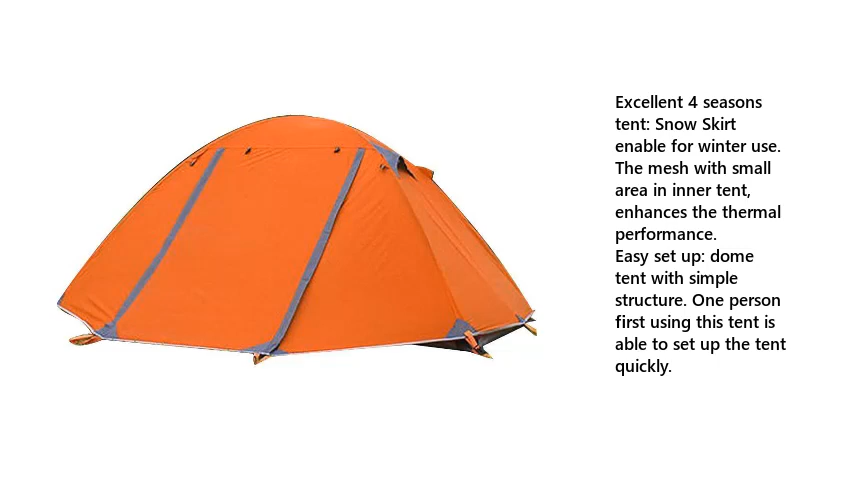 Excellent 4 seasons
tent: Snow Skirt
enable for winter use.
The mesh with small
area in inner tent,
enhances the thermal
performance.
Easy set up: dome
tent with simple
structure. One person
first using this tent is
able to set up the tent
quickly.